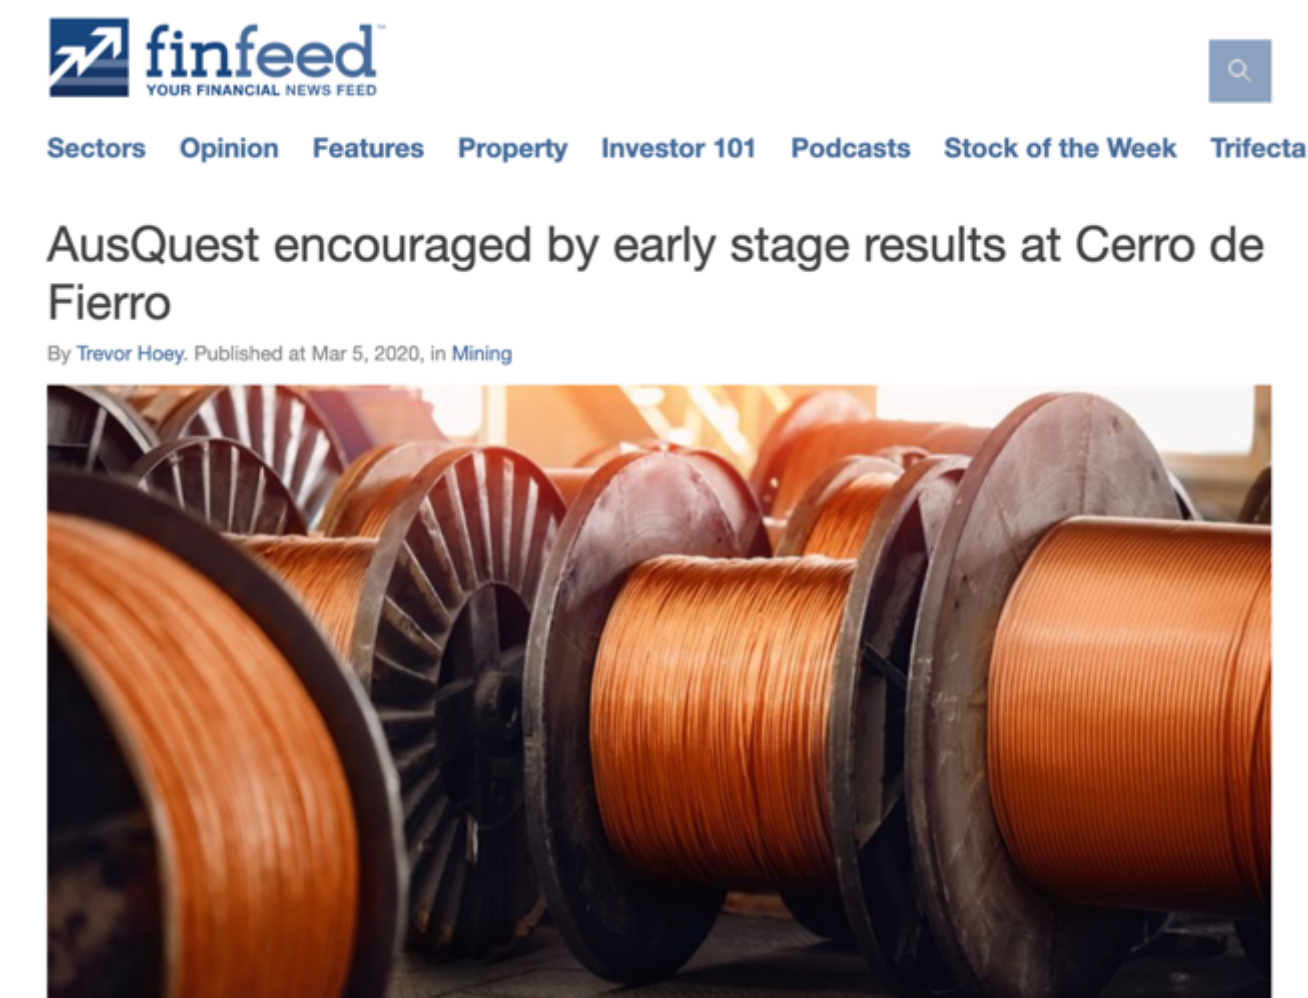 finfeed™
YOUR FINANCIAL NEWS FEED
Sectors Opinion Features Property Investor 101 Podcasts Stock of the Week Trifecta
AusQuest encouraged by early stage results at Cerro de
Fierro
By Trevor Hoey. Published at Mar 5, 2020, in Mining